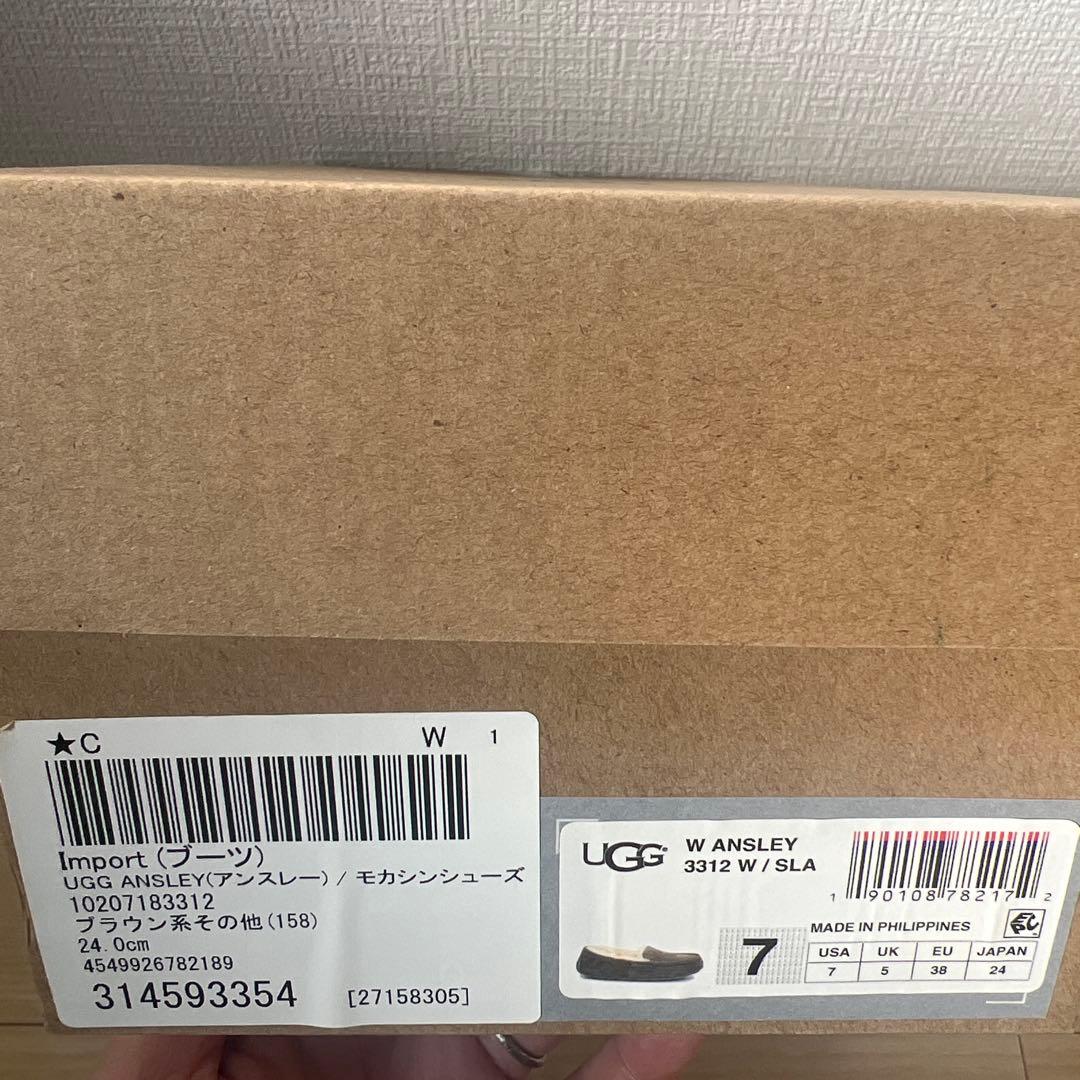 ★C W 1
Import (ブーツ)
UGG ANSLEY(アンスレー) / モカシンシューズ
10207183312
ブラウン系その他(158)
24.0cm
4549926782189
314593354 [27158305]
UGG® W ANSLEY
3312 W / SLA
1 90108 78217 2
MADE IN PHILIPPINES
EPC
7
USA UK EU JAPAN
7 5 38 24